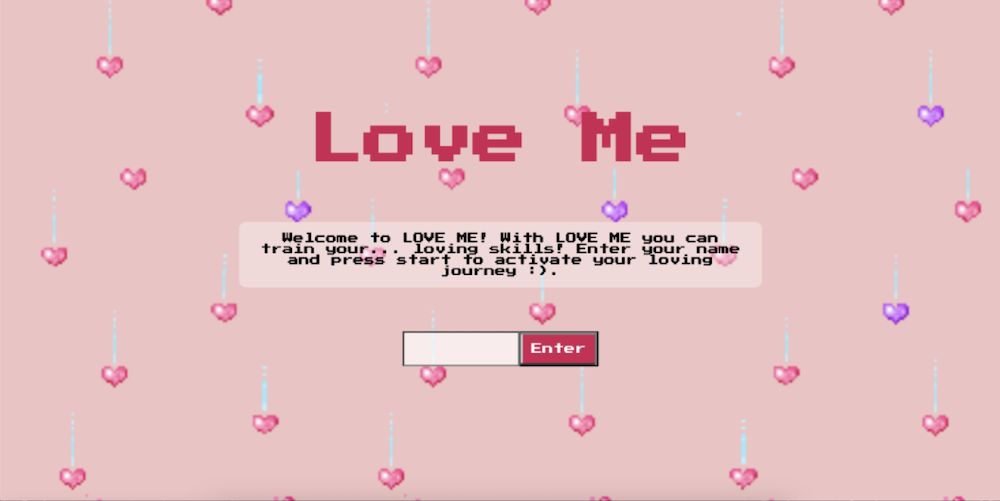 Love Me
Welcome to LOVE ME! With LOVE ME you can
train your... loving skills! Enter your name
and press start to activate your loving
journey :).
Enter